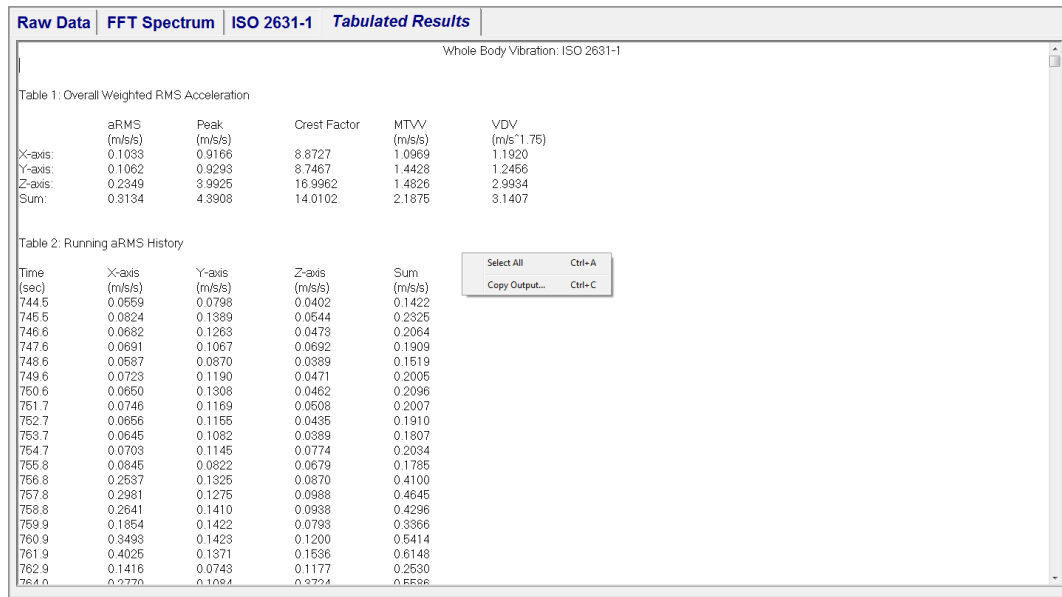 Raw Data FFT Spectrum ISO 2631-1 Tabulated Results
Whole Body Vibration: ISO 2631-1
Table 1: Overall Weighted RMS Acceleration
aRMS Peak Crest Factor MTVV VDV
(m/s/s) (m/s/s) (m/s/s) (m/s^1.75)
X-axis: 0.1033 0.9166 8.8727 1.0969 1.1920
Y-axis: 0.1062 0.9293 8.7467 1.4428 1.2456
Z-axis: 0.2349 3.9925 16.9962 1.4826 2.9934
Sum: 0.3134 4.3908 14.0102 2.1875 3.1407
Table 2: Running aRMS History
Time X-axis Y-axis Z-axis Sum
(sec) (m/s/s) (m/s/s) (m/s/s) (m/s/s)
744.5 0.0559 0.0798 0.0402 0.1422
745.5 0.0824 0.1389 0.0544 0.2325
746.6 0.0682 0.1263 0.0473 0.2064
747.6 0.0691 0.1067 0.0692 0.1909
748.6 0.0587 0.0870 0.0389 0.1519
749.6 0.0723 0.1190 0.0471 0.2005
750.6 0.0650 0.1308 0.0462 0.2096
751.7 0.0746 0.1169 0.0508 0.2007
752.7 0.0656 0.1155 0.0435 0.1910
753.7 0.0645 0.1082 0.0389 0.1807
754.7 0.0703 0.1145 0.0774 0.2034
755.8 0.0845 0.0822 0.0679 0.1785
756.8 0.2537 0.1325 0.0870 0.4100
757.8 0.2981 0.1275 0.0988 0.4645
758.8 0.2641 0.1410 0.0938 0.4296
759.9 0.1854 0.1422 0.0793 0.3366
760.9 0.3493 0.1423 0.1200 0.5414
761.9 0.4025 0.1371 0.1536 0.6148
762.9 0.1416 0.0743 0.1177 0.2530
764.0 0.2770 0.1084 0.3724 0.5586
Select All Ctrl+A
Copy Output... Ctrl+C